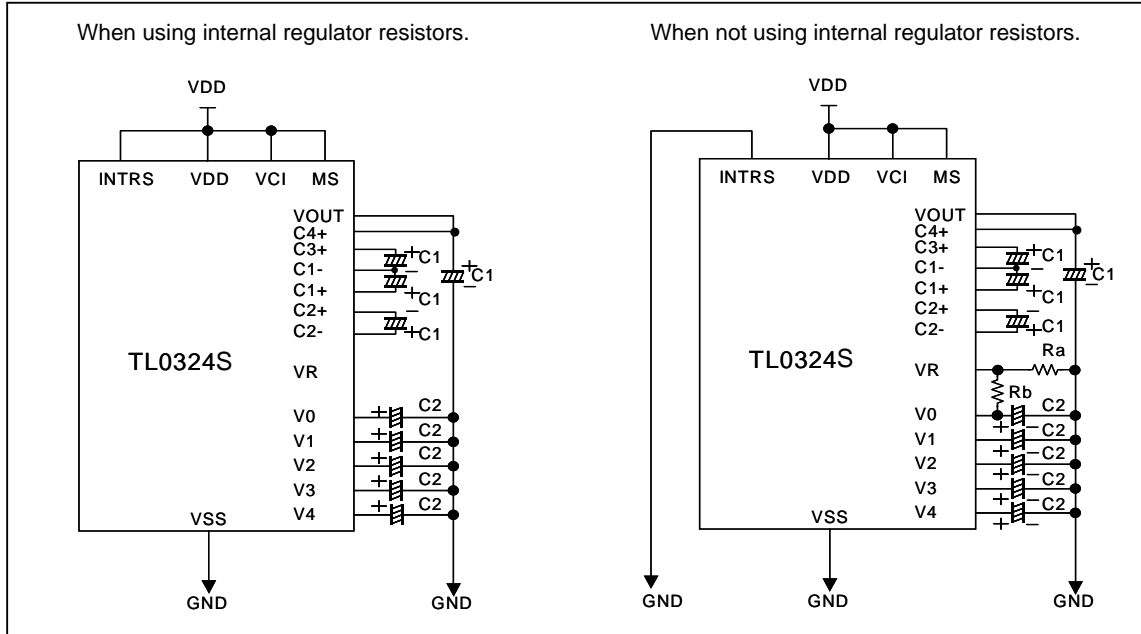 When using internal regulator resistors.
VDD
INTRS VDD VCI MS
VOUT
C4+
C3+
C1-
C1+
C2+
C2-
VR
V0
V1
V2
V3
V4
+ C1
-
+ C1
-
+ C1
+ C1
-
TL0324S
+ C2
+ C2
+ C2
+ C2
+ C2
VSS
GND GND
When not using internal regulator resistors.
VDD
INTRS VDD VCI MS
VOUT
C4+
C3+
C1-
C1+
C2+
C2-
VR
V0
V1
V2
V3
V4
+ C1
-
+ C1
-
+ C1
+ C1
-
TL0324S
Ra
Rb
C2
+ - C2
+ - C2
+ - C2
+ - C2
+ -
VSS
GND GND GND